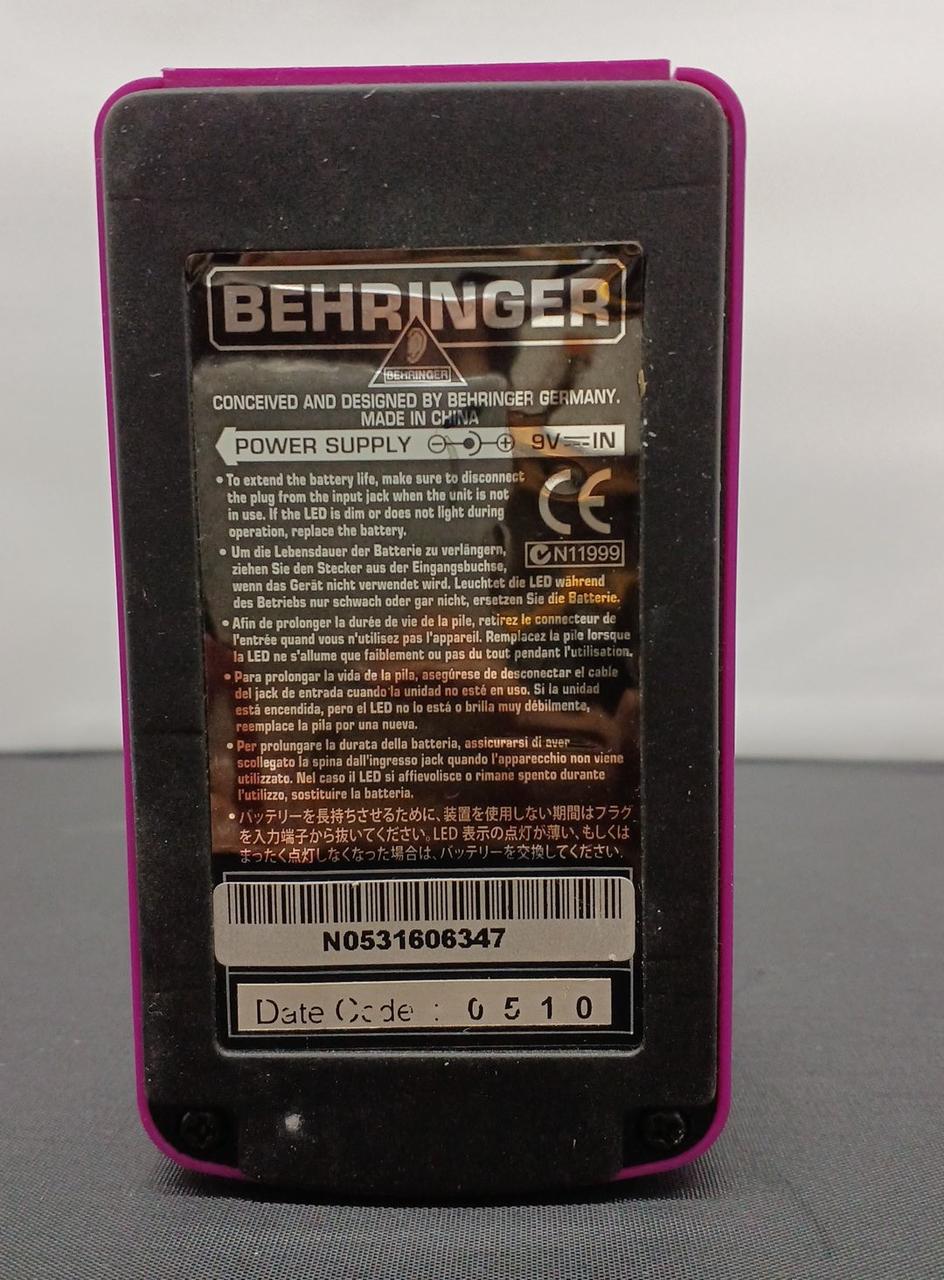 BEHRINGER
BEHRINGER
CONCEIVED AND DESIGNED BY BEHRINGER GERMANY.
MADE IN CHINA
POWER SUPPLY 9V IN
• To extend the battery life, make sure to disconnect
the plug from the input jack when the unit is not
in use. If the LED is dim or does not light during
operation, replace the battery.
CE
N11999
• Um die Lebensdauer der Batterie zu verlängern,
ziehen Sie den Stecker aus der Eingangsbuchse,
wenn das Gerät nicht verwendet wird. Leuchtet die LED während
des Betriebs nur schwach oder gar nicht, ersetzen Sie die Batterie.
• Afin de prolonger la durée de vie de la pile, retirez le connecteur de
l'entrée quand vous n'utilisez pas l'appareil. Remplacez la pile lorsque
la LED ne s'allume que faiblement ou pas du tout pendant l'utilisation.
• Para prolongar la vida de la pila, asegúrese de desconectar el cable
del jack de entrada cuando la unidad no esté en uso. Si la unidad
está encendida, pero el LED no lo está o brilla muy débilmente,
reemplace la pila por una nueva.
• Per prolungare la durata della batteria, assicurarsi di aver
scollegato la spina dall'ingresso jack quando l'apparecchio non viene
utilizzato. Nel caso il LED si affievolisce o rimane spento durante
l'utilizzo, sostituire la batteria.
• バッテリーを長持ちさせるために、装置を使用しない期間はプラグ
を入力端子から抜いてください。LED 表示の点灯が薄い、もしくは
まったく点灯しなくなった場合は、バッテリーを交換してください.
N0531606347
Date Code : 0510